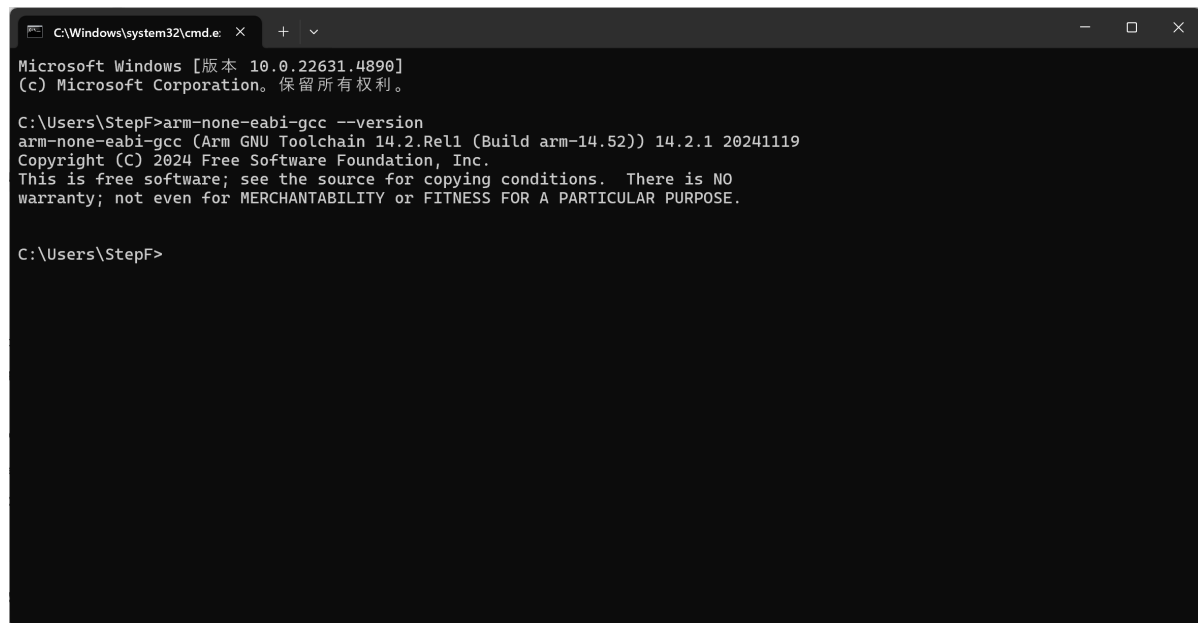 C:\Windows\system32\cmd.e:
Microsoft Windows [版本 10.0.22631.4890]
(c) Microsoft Corporation。保留所有权利。
C:\Users\StepF>arm-none-eabi-gcc --version
arm-none-eabi-gcc (Arm GNU Toolchain 14.2.Rel1 (Build arm-14.52)) 14.2.1 20241119
Copyright (C) 2024 Free Software Foundation, Inc.
This is free software; see the source for copying conditions.  There is NO
warranty; not even for MERCHANTABILITY or FITNESS FOR A PARTICULAR PURPOSE.
C:\Users\StepF>